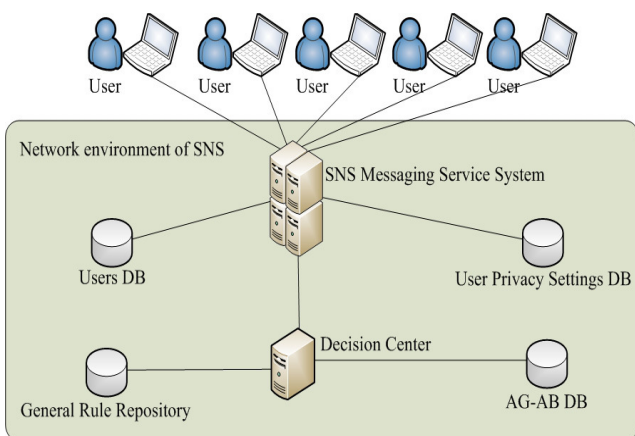 User
User
User
User
User
Network environment of SNS
SNS Messaging Service System
Users DB
User Privacy Settings DB
Decision Center
General Rule Repository
AG-AB DB